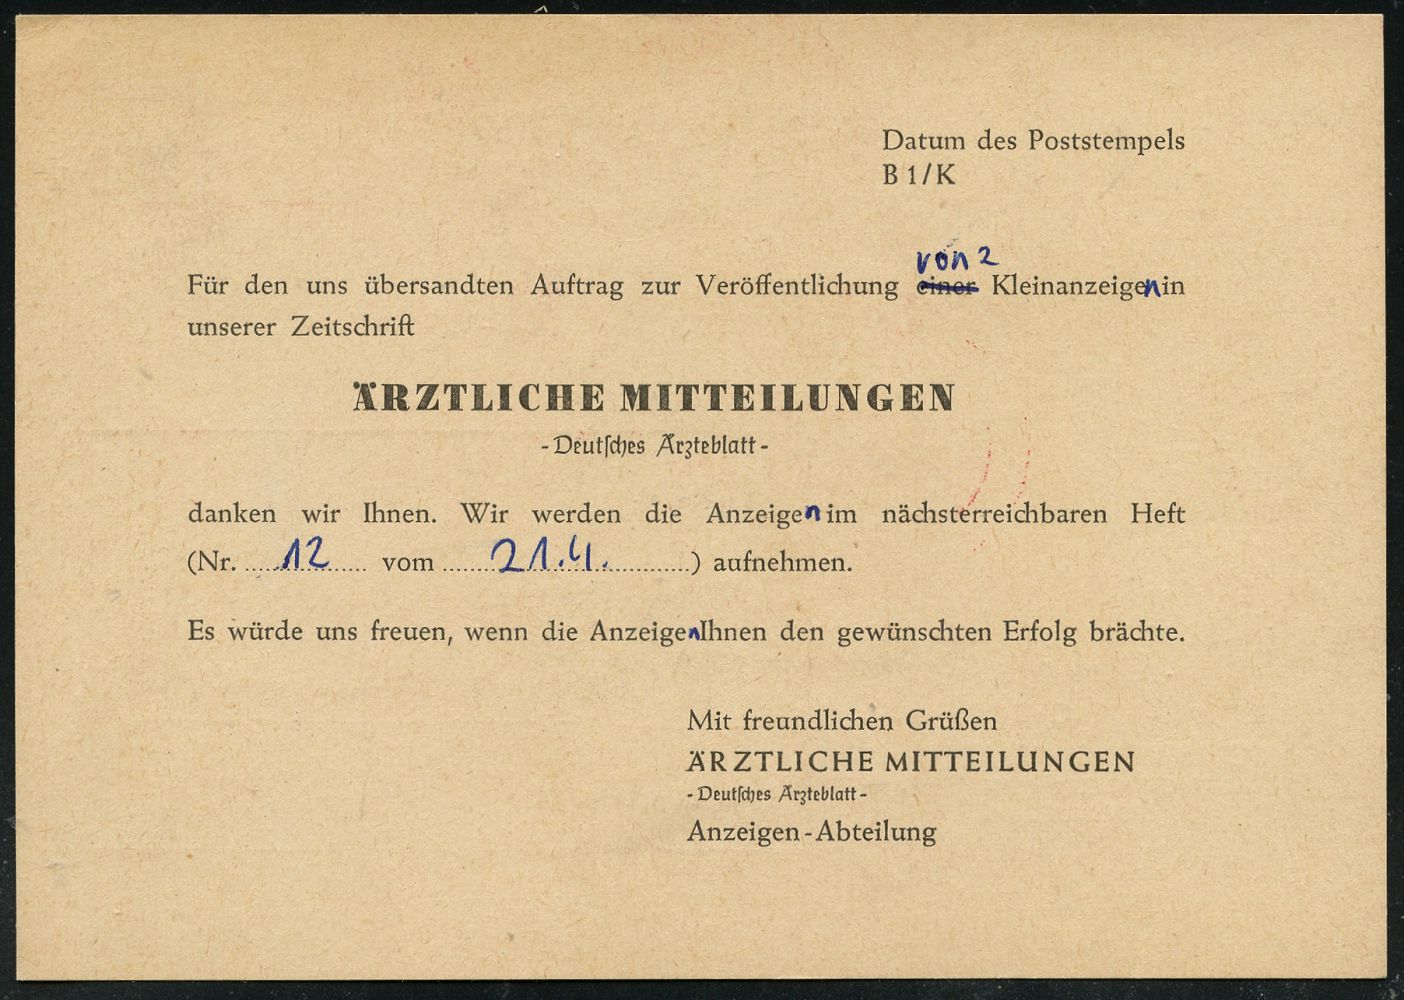 Datum des Poststempels
B 1/K
von 2
Für den uns übersandten Auftrag zur Veröffentlichung einer Kleinanzeigen in
unserer Zeitschrift
ÄRZTLICHE MITTEILUNGEN
- Deutſches Ärzteblatt -
danken wir Ihnen. Wir werden die Anzeigen im nächsterreichbaren Heft
(Nr. 12 vom 21.4. ) aufnehmen.
Es würde uns freuen, wenn die Anzeigen Ihnen den gewünschten Erfolg brächte.
Mit freundlichen Grüßen
ÄRZTLICHE MITTEILUNGEN
- Deutſches Ärzteblatt -
Anzeigen-Abteilung